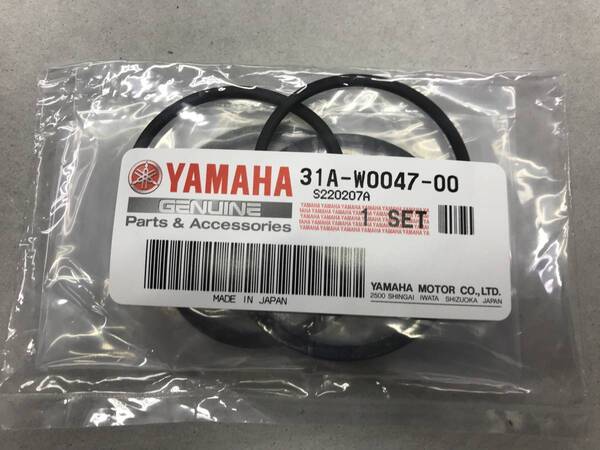 YAMAHA 31A-W0047-00
GENUINE S220207A
Parts & Accessories 1 SET
MADE IN JAPAN
YAMAHA MOTOR CO.,LTD.
2500 SHINGAI IWATA SHIZUOKA JAPAN